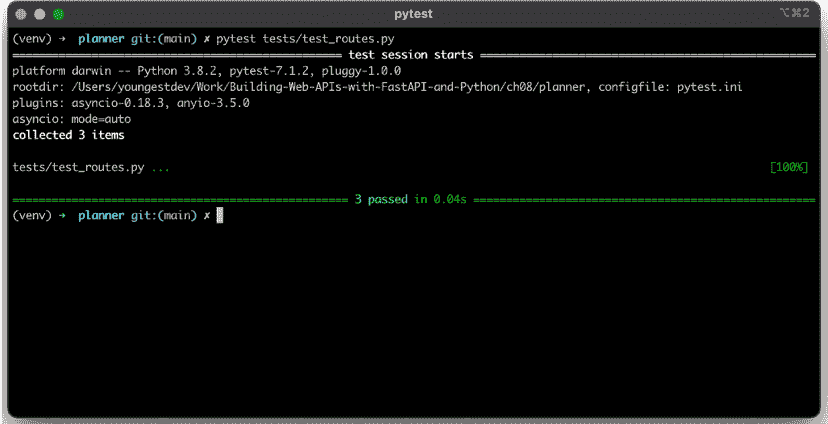 pytest
⌥⌘2
(venv) → planner git:(main) ✗ pytest tests/test_routes.py
============================================== test session starts ==============================================
platform darwin -- Python 3.8.2, pytest-7.1.2, pluggy-1.0.0
rootdir: /Users/youngestdev/Work/Building-Web-APIs-with-FastAPI-and-Python/ch08/planner, configfile: pytest.ini
plugins: asyncio-0.18.3, anyio-3.5.0
asyncio: mode=auto
collected 3 items
tests/test_routes.py ... [100%]
=============================================== 3 passed in 0.04s ===============================================
(venv) → planner git:(main) ✗